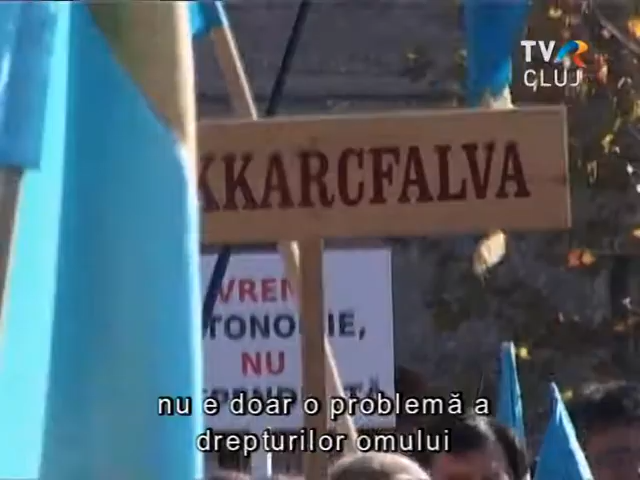 TVR
CLUJ
KKARCFALVA
VREM
TONOMIE,
NU
nu e doar o problemă a
drepturilor omului